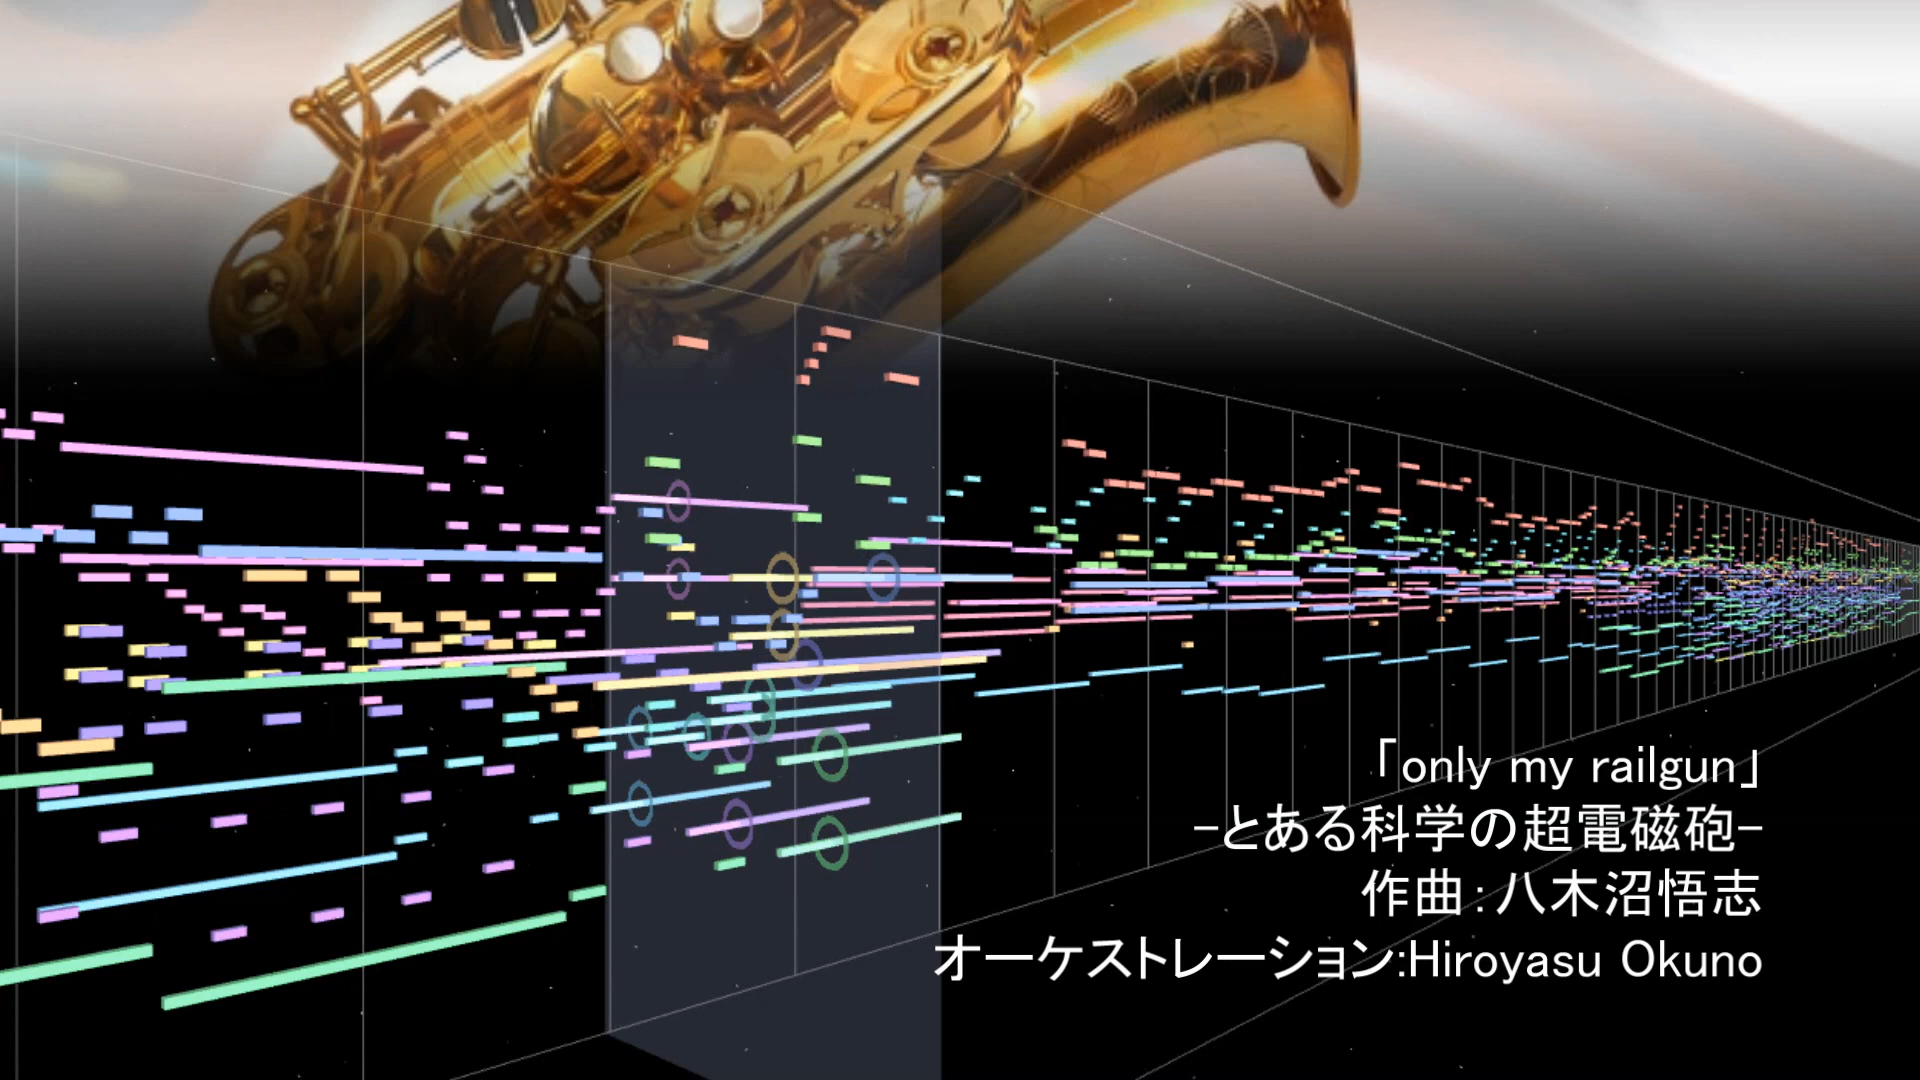 「only my railgun」
−とある科学の超電磁砲−
作曲：八木沼悟志
オーケストレーション:Hiroyasu Okuno